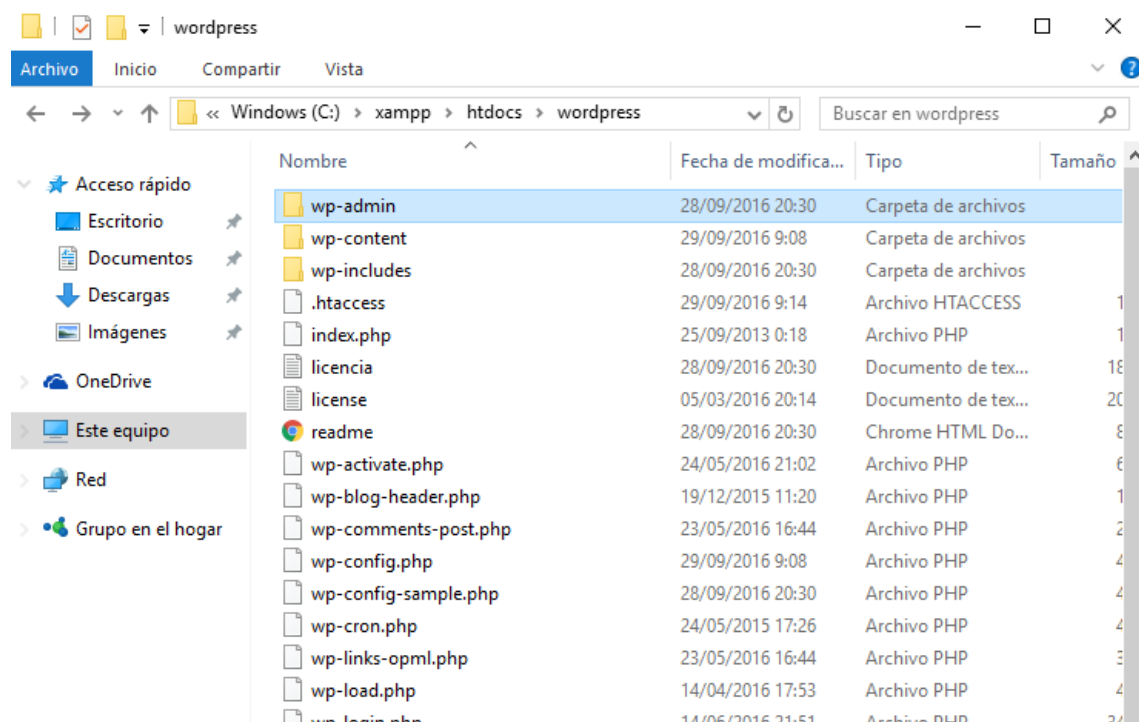 wordpress
Archivo Inicio Compartir Vista
« Windows (C:) > xampp > htdocs > wordpress Buscar en wordpress
Nombre Fecha de modifica... Tipo Tamaño
Acceso rápido
Escritorio
Documentos
Descargas
Imágenes
OneDrive
Este equipo
Red
Grupo en el hogar
wp-admin 28/09/2016 20:30 Carpeta de archivos
wp-content 29/09/2016 9:08 Carpeta de archivos
wp-includes 28/09/2016 20:30 Carpeta de archivos
.htaccess 29/09/2016 9:14 Archivo HTACCESS
index.php 25/09/2013 0:18 Archivo PHP
licencia 28/09/2016 20:30 Documento de tex...
license 05/03/2016 20:14 Documento de tex...
readme 28/09/2016 20:30 Chrome HTML Do...
wp-activate.php 24/05/2016 21:02 Archivo PHP
wp-blog-header.php 19/12/2015 11:20 Archivo PHP
wp-comments-post.php 23/05/2016 16:44 Archivo PHP
wp-config.php 29/09/2016 9:08 Archivo PHP
wp-config-sample.php 28/09/2016 20:30 Archivo PHP
wp-cron.php 24/05/2015 17:26 Archivo PHP
wp-links-opml.php 23/05/2016 16:44 Archivo PHP
wp-load.php 14/04/2016 17:53 Archivo PHP
wp-login.php 14/06/2016 21:51 Archivo PHP